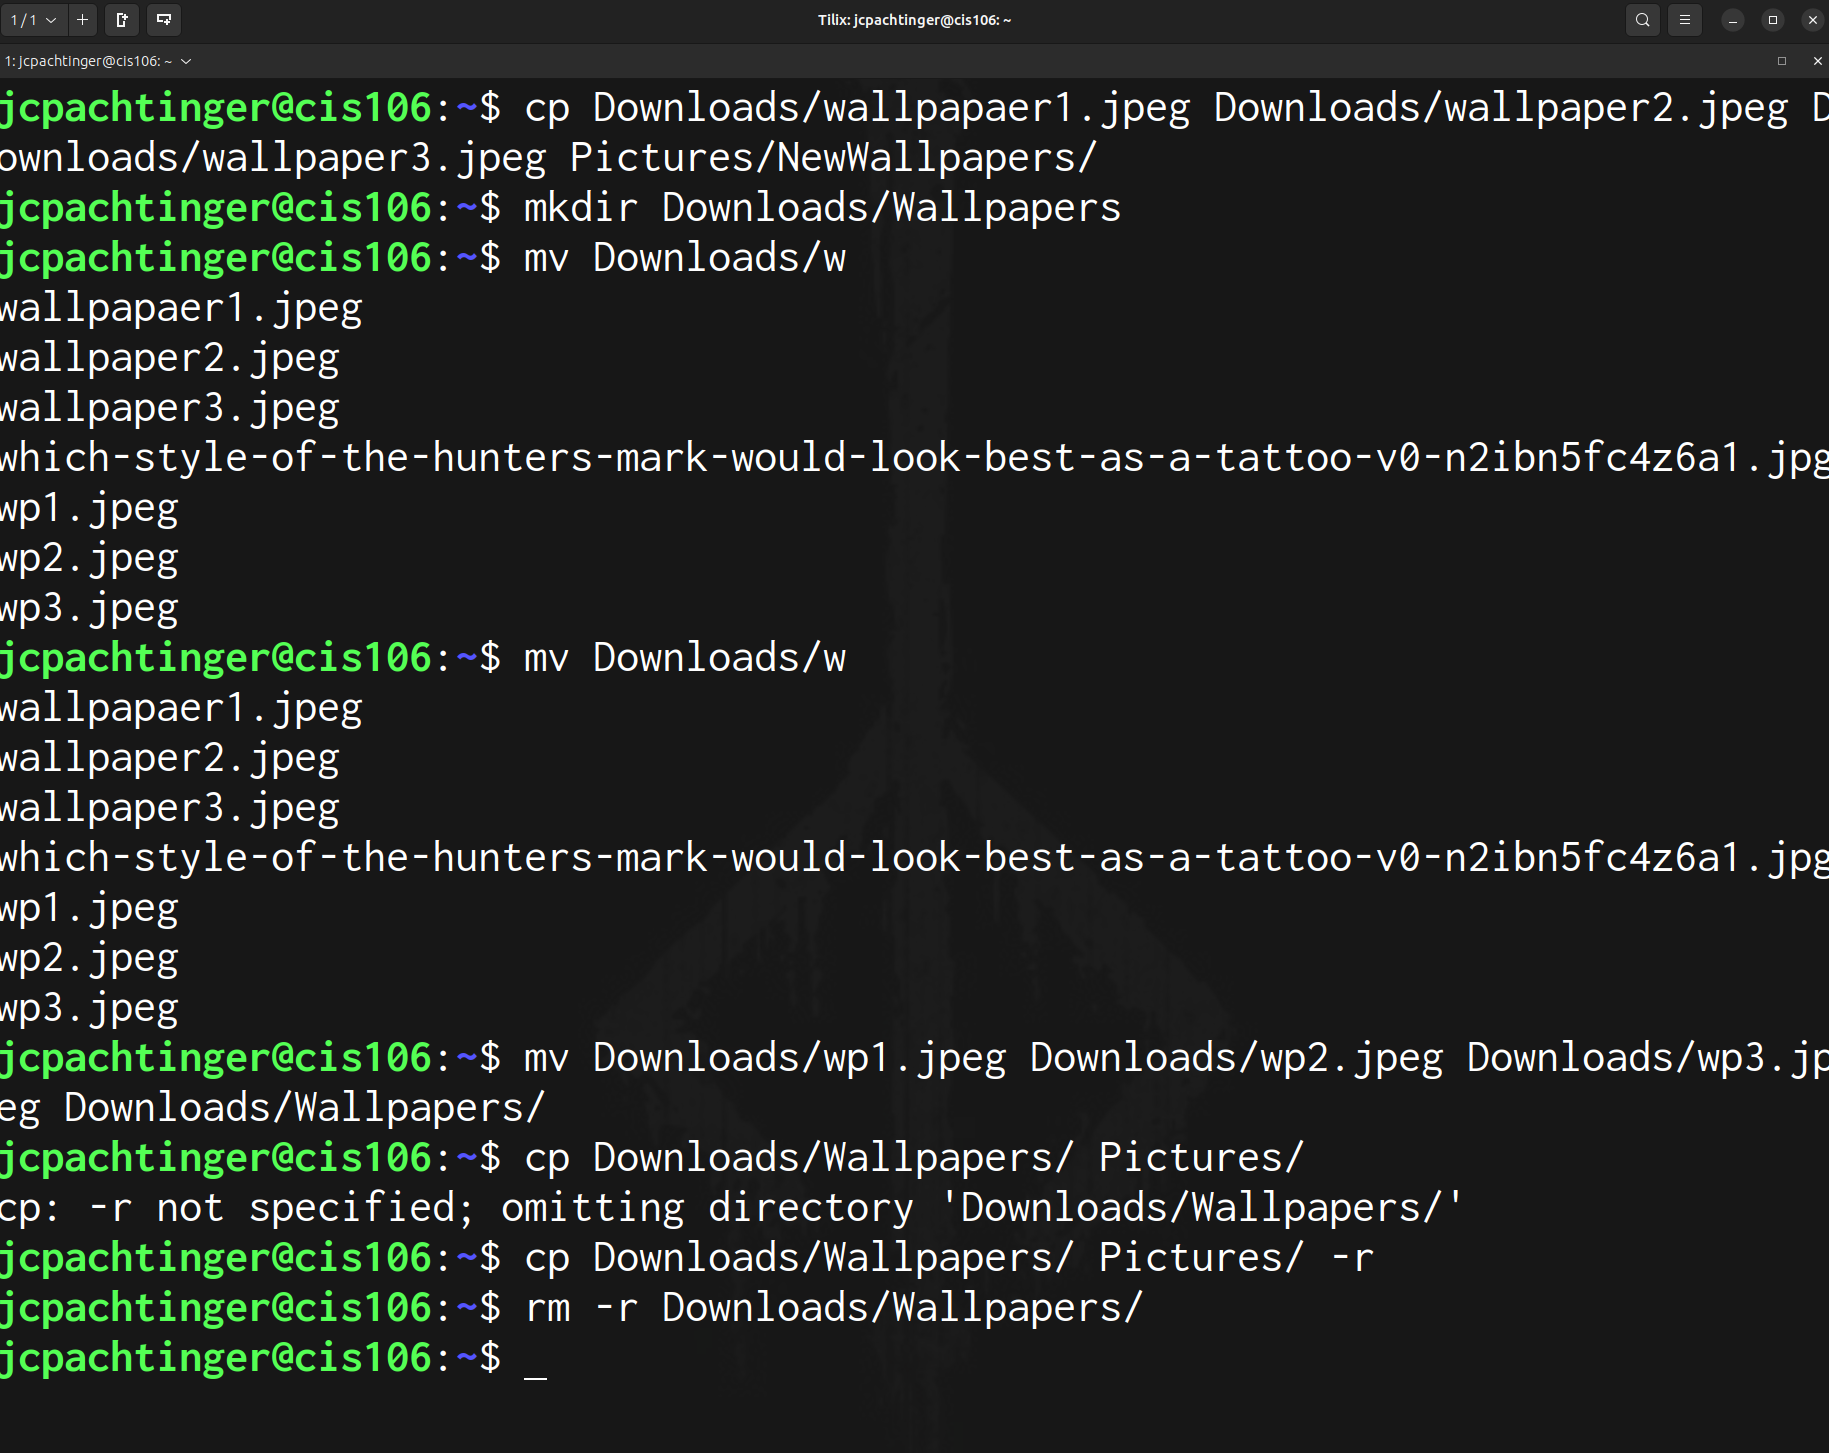 1 / 1
Tilix: jcpachtinger@cis106: ~
1: jcpachtinger@cis106: ~
jcpachtinger@cis106:~$ cp Downloads/wallpapaer1.jpeg Downloads/wallpaper2.jpeg D
ownloads/wallpaper3.jpeg Pictures/NewWallpapers/
jcpachtinger@cis106:~$ mkdir Downloads/Wallpapers
jcpachtinger@cis106:~$ mv Downloads/w
wallpapaer1.jpeg
wallpaper2.jpeg
wallpaper3.jpeg
which-style-of-the-hunters-mark-would-look-best-as-a-tattoo-v0-n2ibn5fc4z6a1.jpg
wp1.jpeg
wp2.jpeg
wp3.jpeg
jcpachtinger@cis106:~$ mv Downloads/w
wallpapaer1.jpeg
wallpaper2.jpeg
wallpaper3.jpeg
which-style-of-the-hunters-mark-would-look-best-as-a-tattoo-v0-n2ibn5fc4z6a1.jpg
wp1.jpeg
wp2.jpeg
wp3.jpeg
jcpachtinger@cis106:~$ mv Downloads/wp1.jpeg Downloads/wp2.jpeg Downloads/wp3.jp
eg Downloads/Wallpapers/
jcpachtinger@cis106:~$ cp Downloads/Wallpapers/ Pictures/
cp: -r not specified; omitting directory 'Downloads/Wallpapers/'
jcpachtinger@cis106:~$ cp Downloads/Wallpapers/ Pictures/ -r
jcpachtinger@cis106:~$ rm -r Downloads/Wallpapers/
jcpachtinger@cis106:~$ _